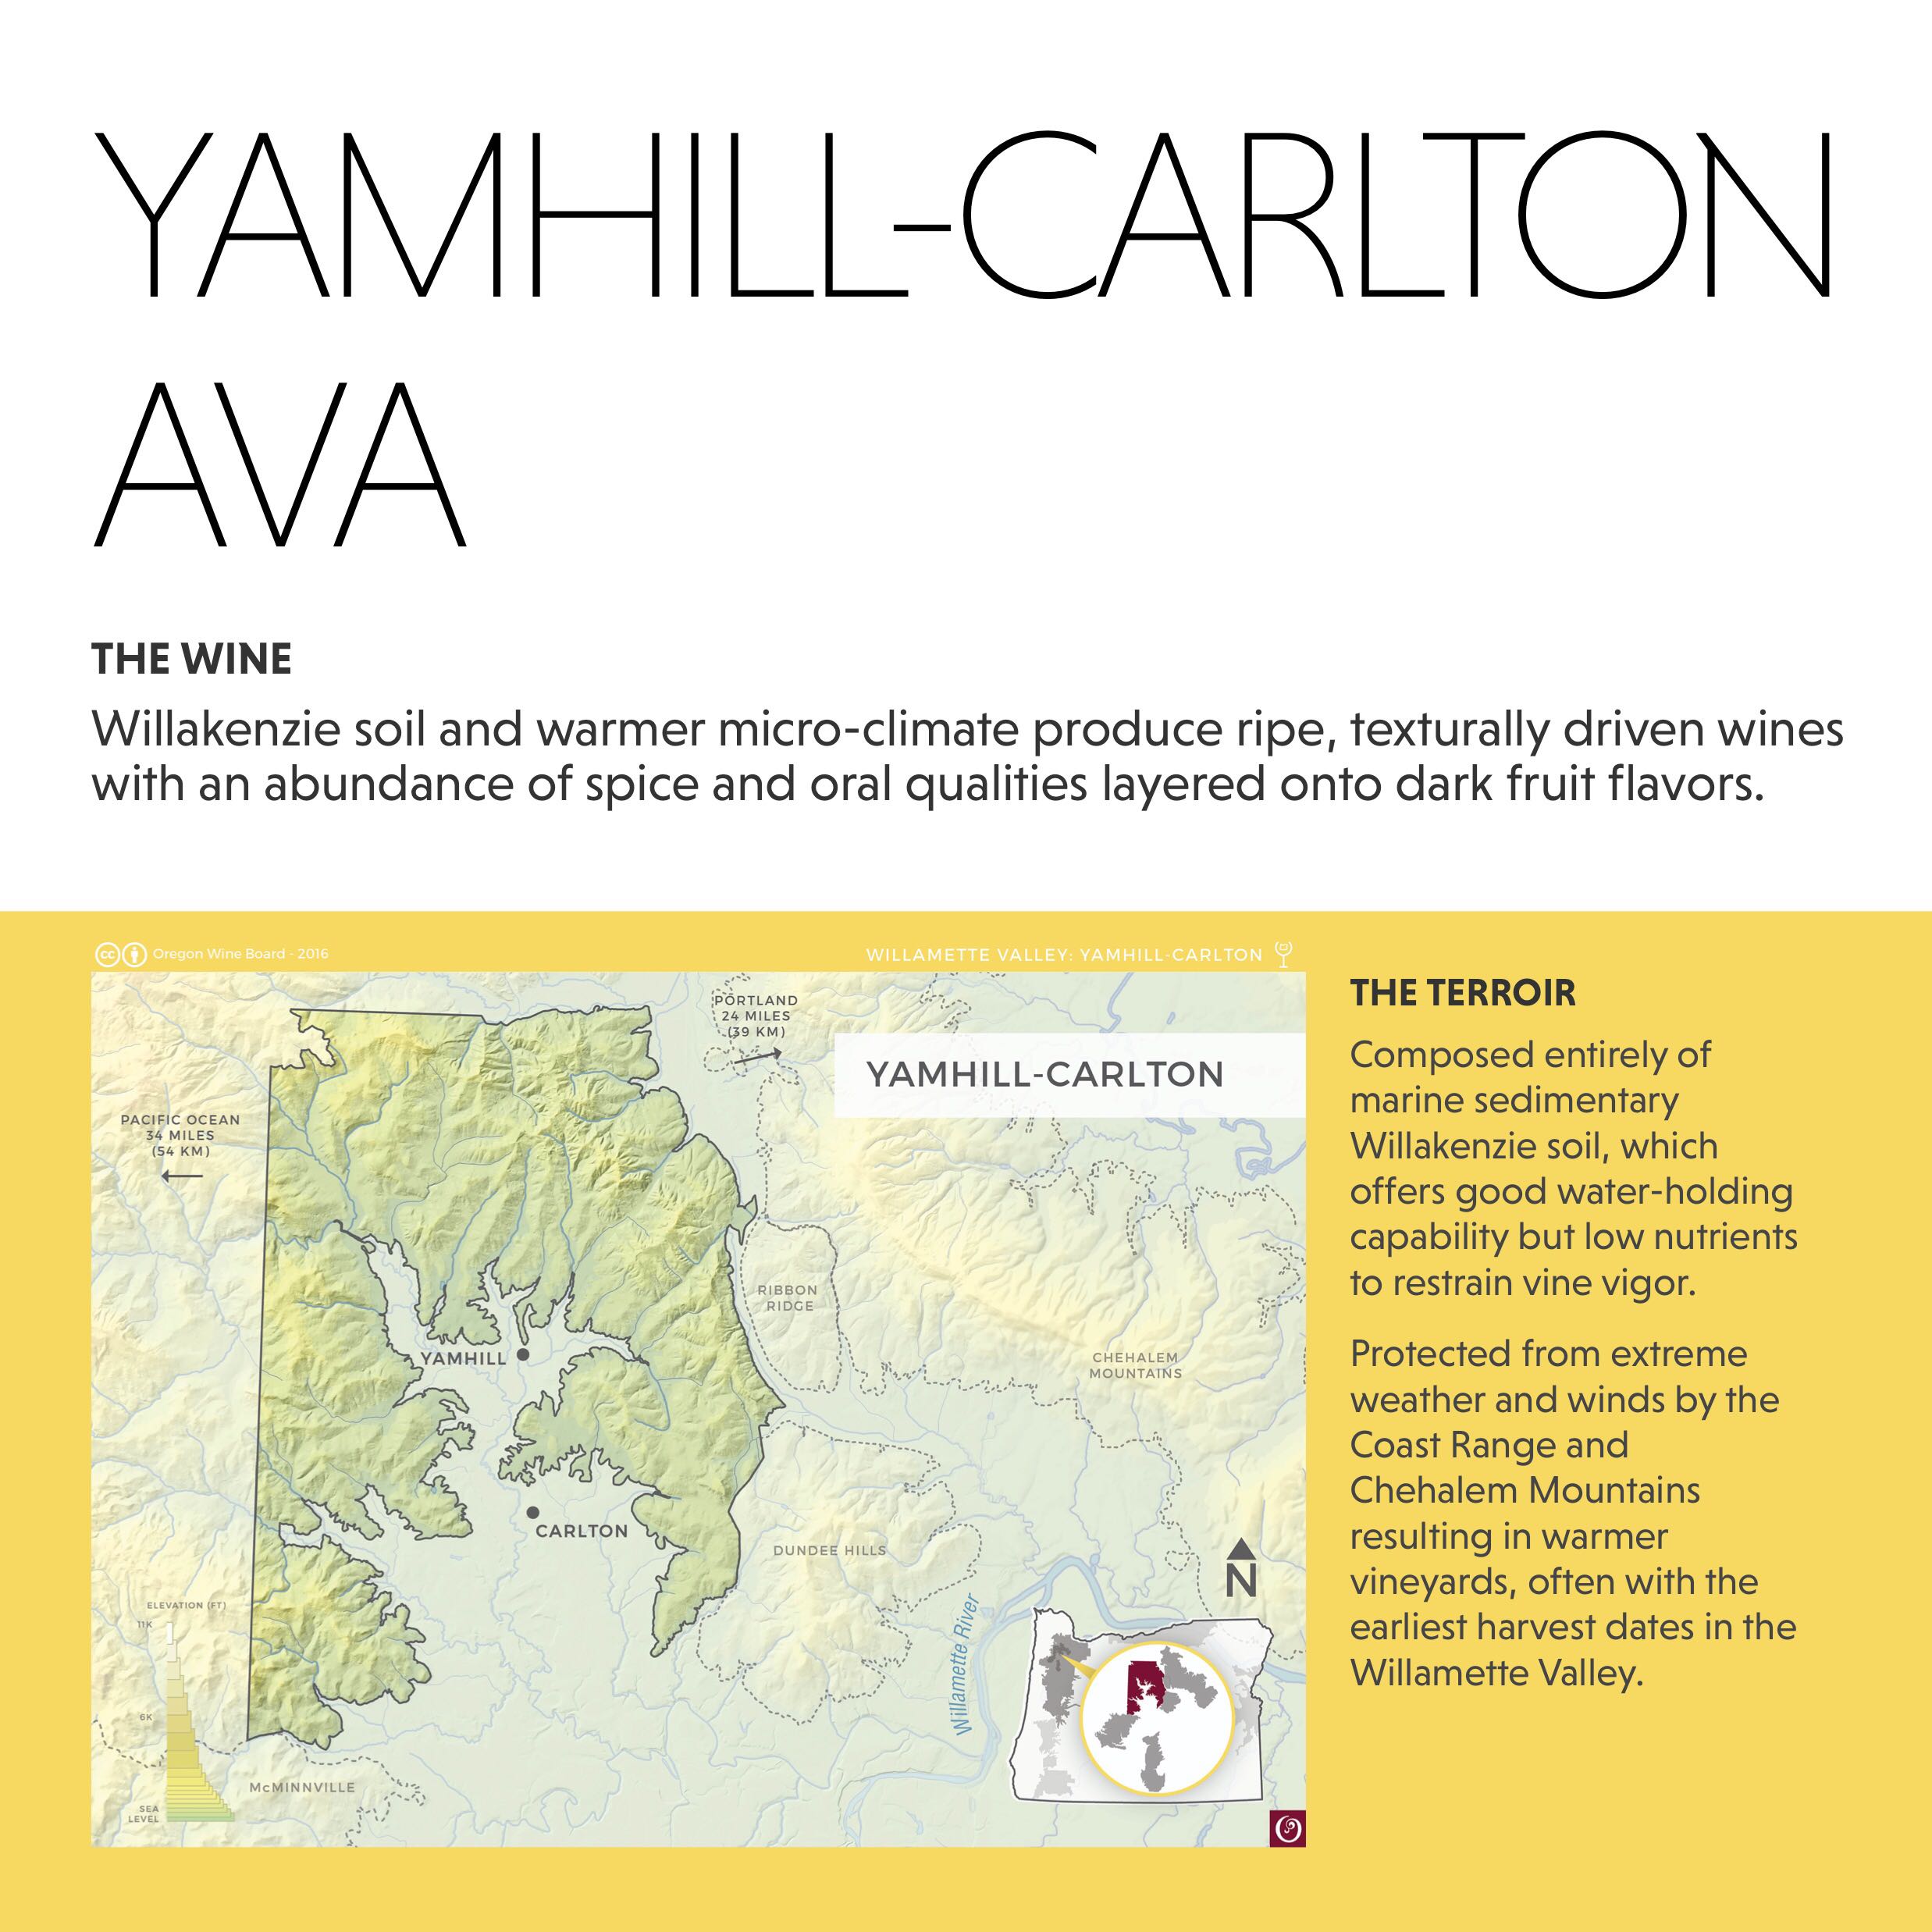 YAMHILL-CARLTON
AVA
THE WINE
Willakenzie soil and warmer micro-climate produce ripe, texturally driven wines
with an abundance of spice and oral qualities layered onto dark fruit flavors.
cc Oregon Wine Board - 2016
WILLAMETTE VALLEY: YAMHILL-CARLTON
PORTLAND
24 MILES
(39 KM)
YAMHILL-CARLTON
PACIFIC OCEAN
34 MILES
(54 KM)
RIBBON
RIDGE
YAMHILL
CHEHALEM
MOUNTAINS
CARLTON
DUNDEE HILLS
N
Willamette River
ELEVATION (FT)
11K
6K
SEA
LEVEL
McMINNVILLE
THE TERROIR
Composed entirely of
marine sedimentary
Willakenzie soil, which
offers good water-holding
capability but low nutrients
to restrain vine vigor.
Protected from extreme
weather and winds by the
Coast Range and
Chehalem Mountains
resulting in warmer
vineyards, often with the
earliest harvest dates in the
Willamette Valley.